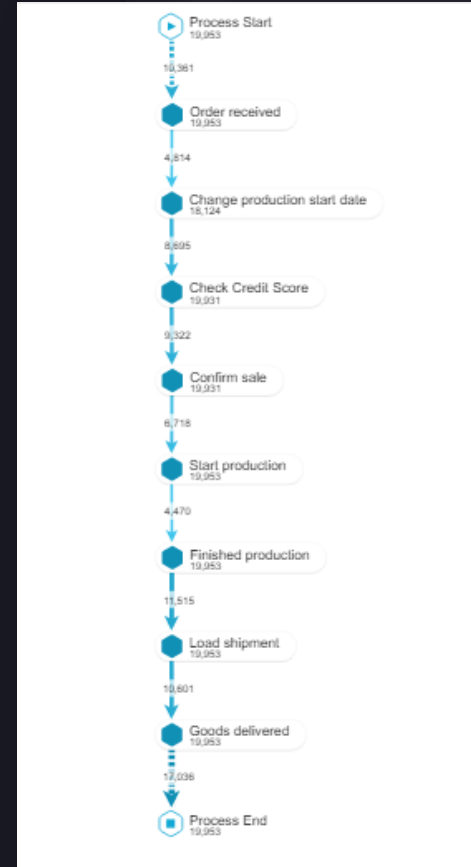 Process Start
19,953
19,361
Order received
19,953
4,814
Change production start date
18,124
8,695
Check Credit Score
19,931
9,322
Confirm sale
19,931
6,718
Start production
19,953
4,470
Finished production
19,953
11,515
Load shipment
19,953
10,601
Goods delivered
19,953
17,036
Process End
19,953